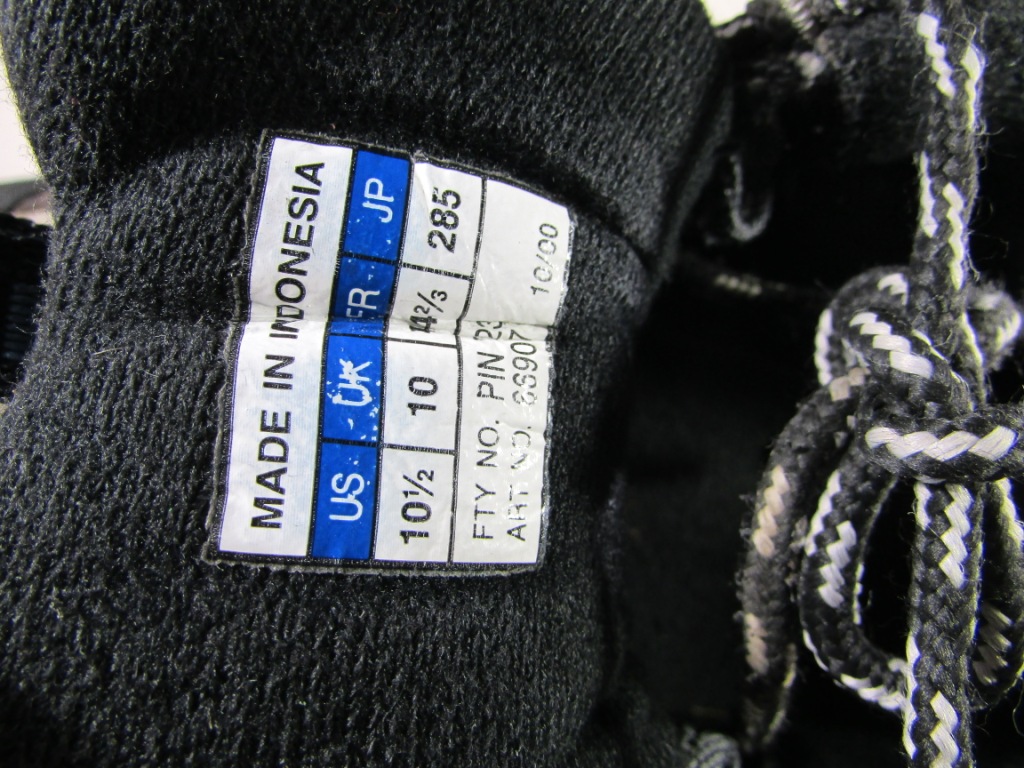 MADE IN INDONESIA
US UK FR JP
10½ 10 4⅔ 285
FTY NO. PIN
ART NO. 10/00